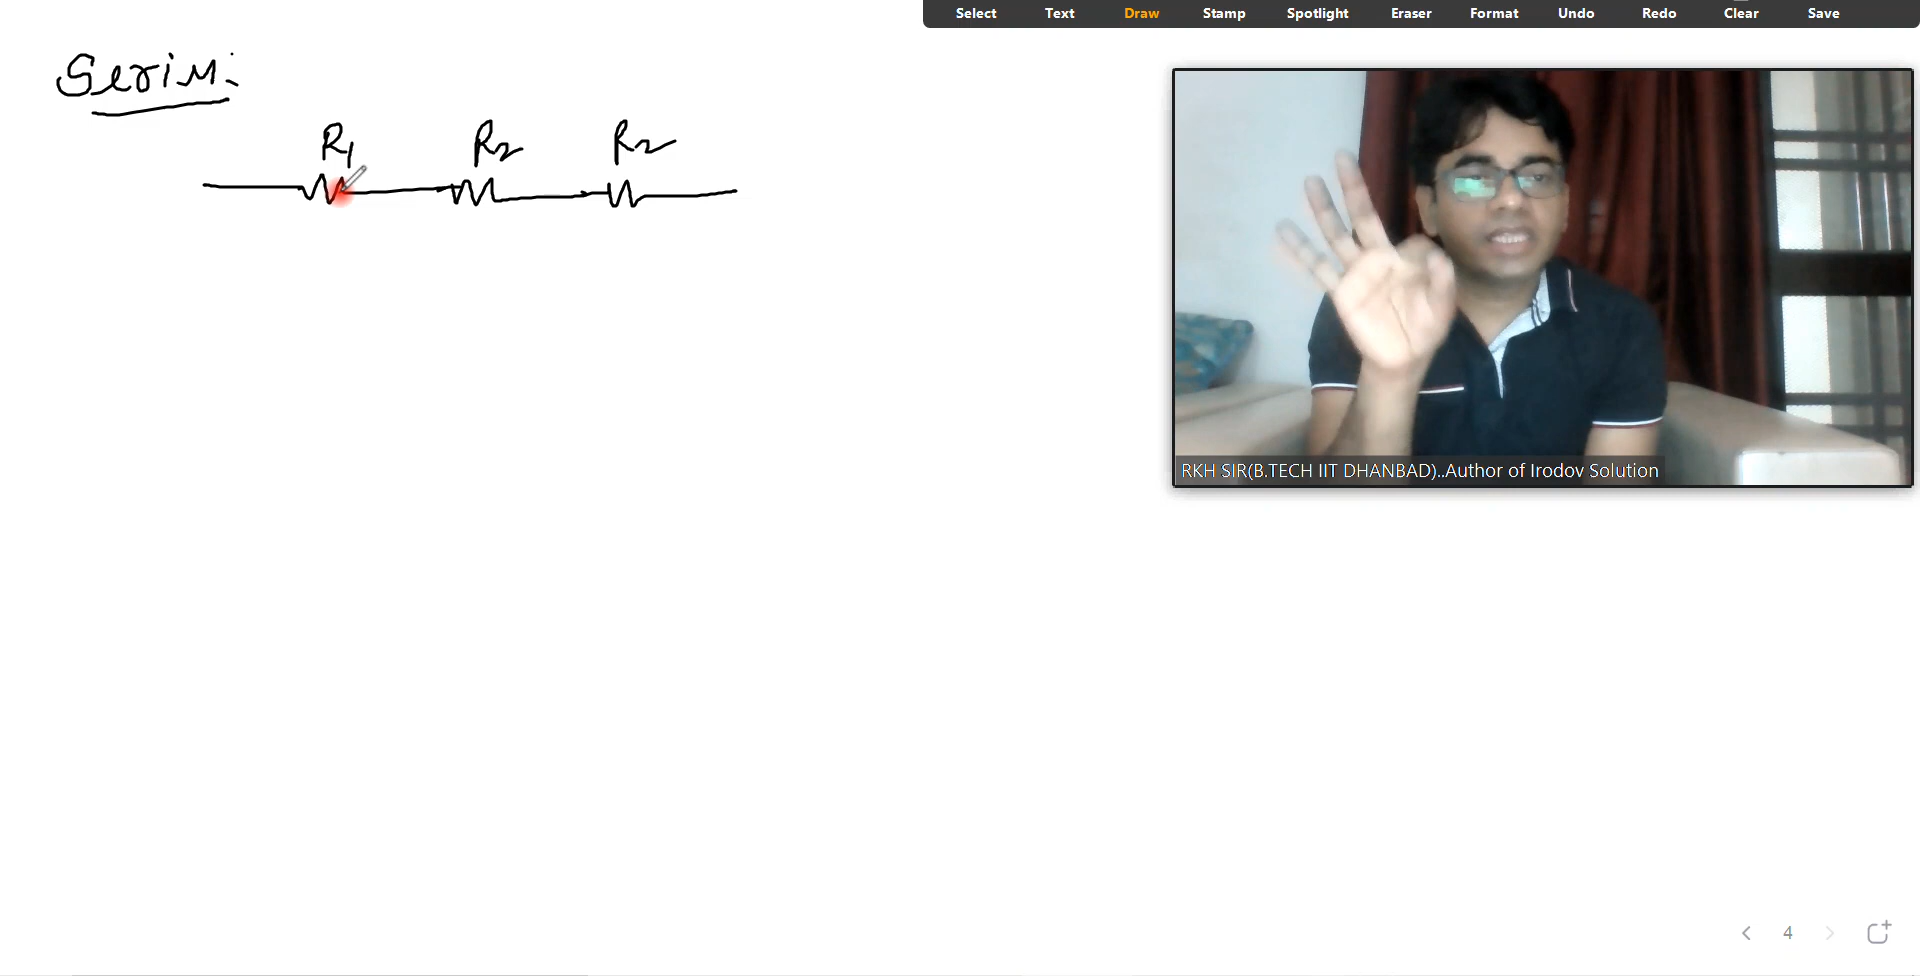 Select Text Draw Stamp Spotlight Eraser Format Undo Redo Clear Save
Series:
R1 R2 R2
RKH SIR(B.TECH IIT DHANBAD)..Author of Irodov Solution
4